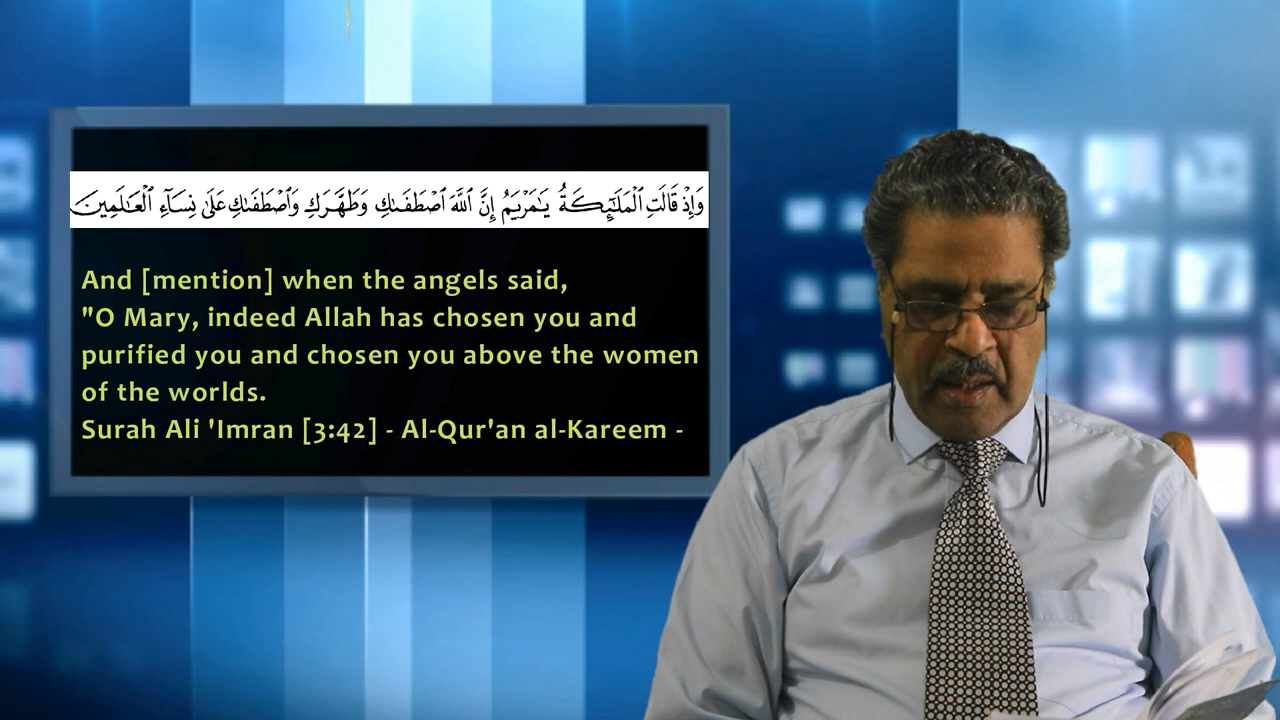 وَإِذْ قَالَتِ ٱلْمَلَـٰٓئِكَةُ يَـٰمَرْيَمُ إِنَّ ٱللَّهَ ٱصْطَفَىٰكِ وَطَهَّرَكِ وَٱصْطَفَىٰكِ عَلَىٰ نِسَآءِ ٱلْعَـٰلَمِينَ
And [mention] when the angels said,
"O Mary, indeed Allah has chosen you and
purified you and chosen you above the women
of the worlds.
Surah Ali 'Imran [3:42] - Al-Qur'an al-Kareem -